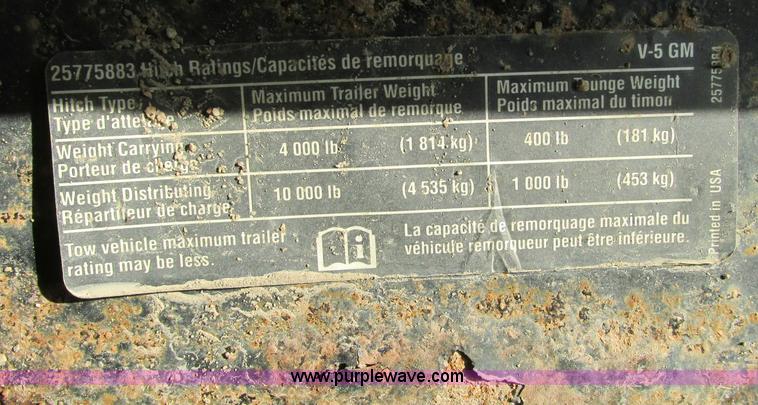 25775883 Hitch Ratings/Capacités de remorquage V-5 GM
Hitch Type Maximum Trailer Weight Maximum Tounge Weight
Type d'attelage Poids maximal de remorque Poids maximal du timon
Weight Carrying 4 000 lb (1 814 kg) 400 lb (181 kg)
Porteur de charge
Weight Distributing 10 000 lb (4 535 kg) 1 000 lb (453 kg)
Répartiteur de charge
Tow vehicle maximum trailer
rating may be less.
i
La capacité de remorquage maximale du
véhicule remorqueur peut être inférieure.
Printed in USA 25775884
www.purplewave.com